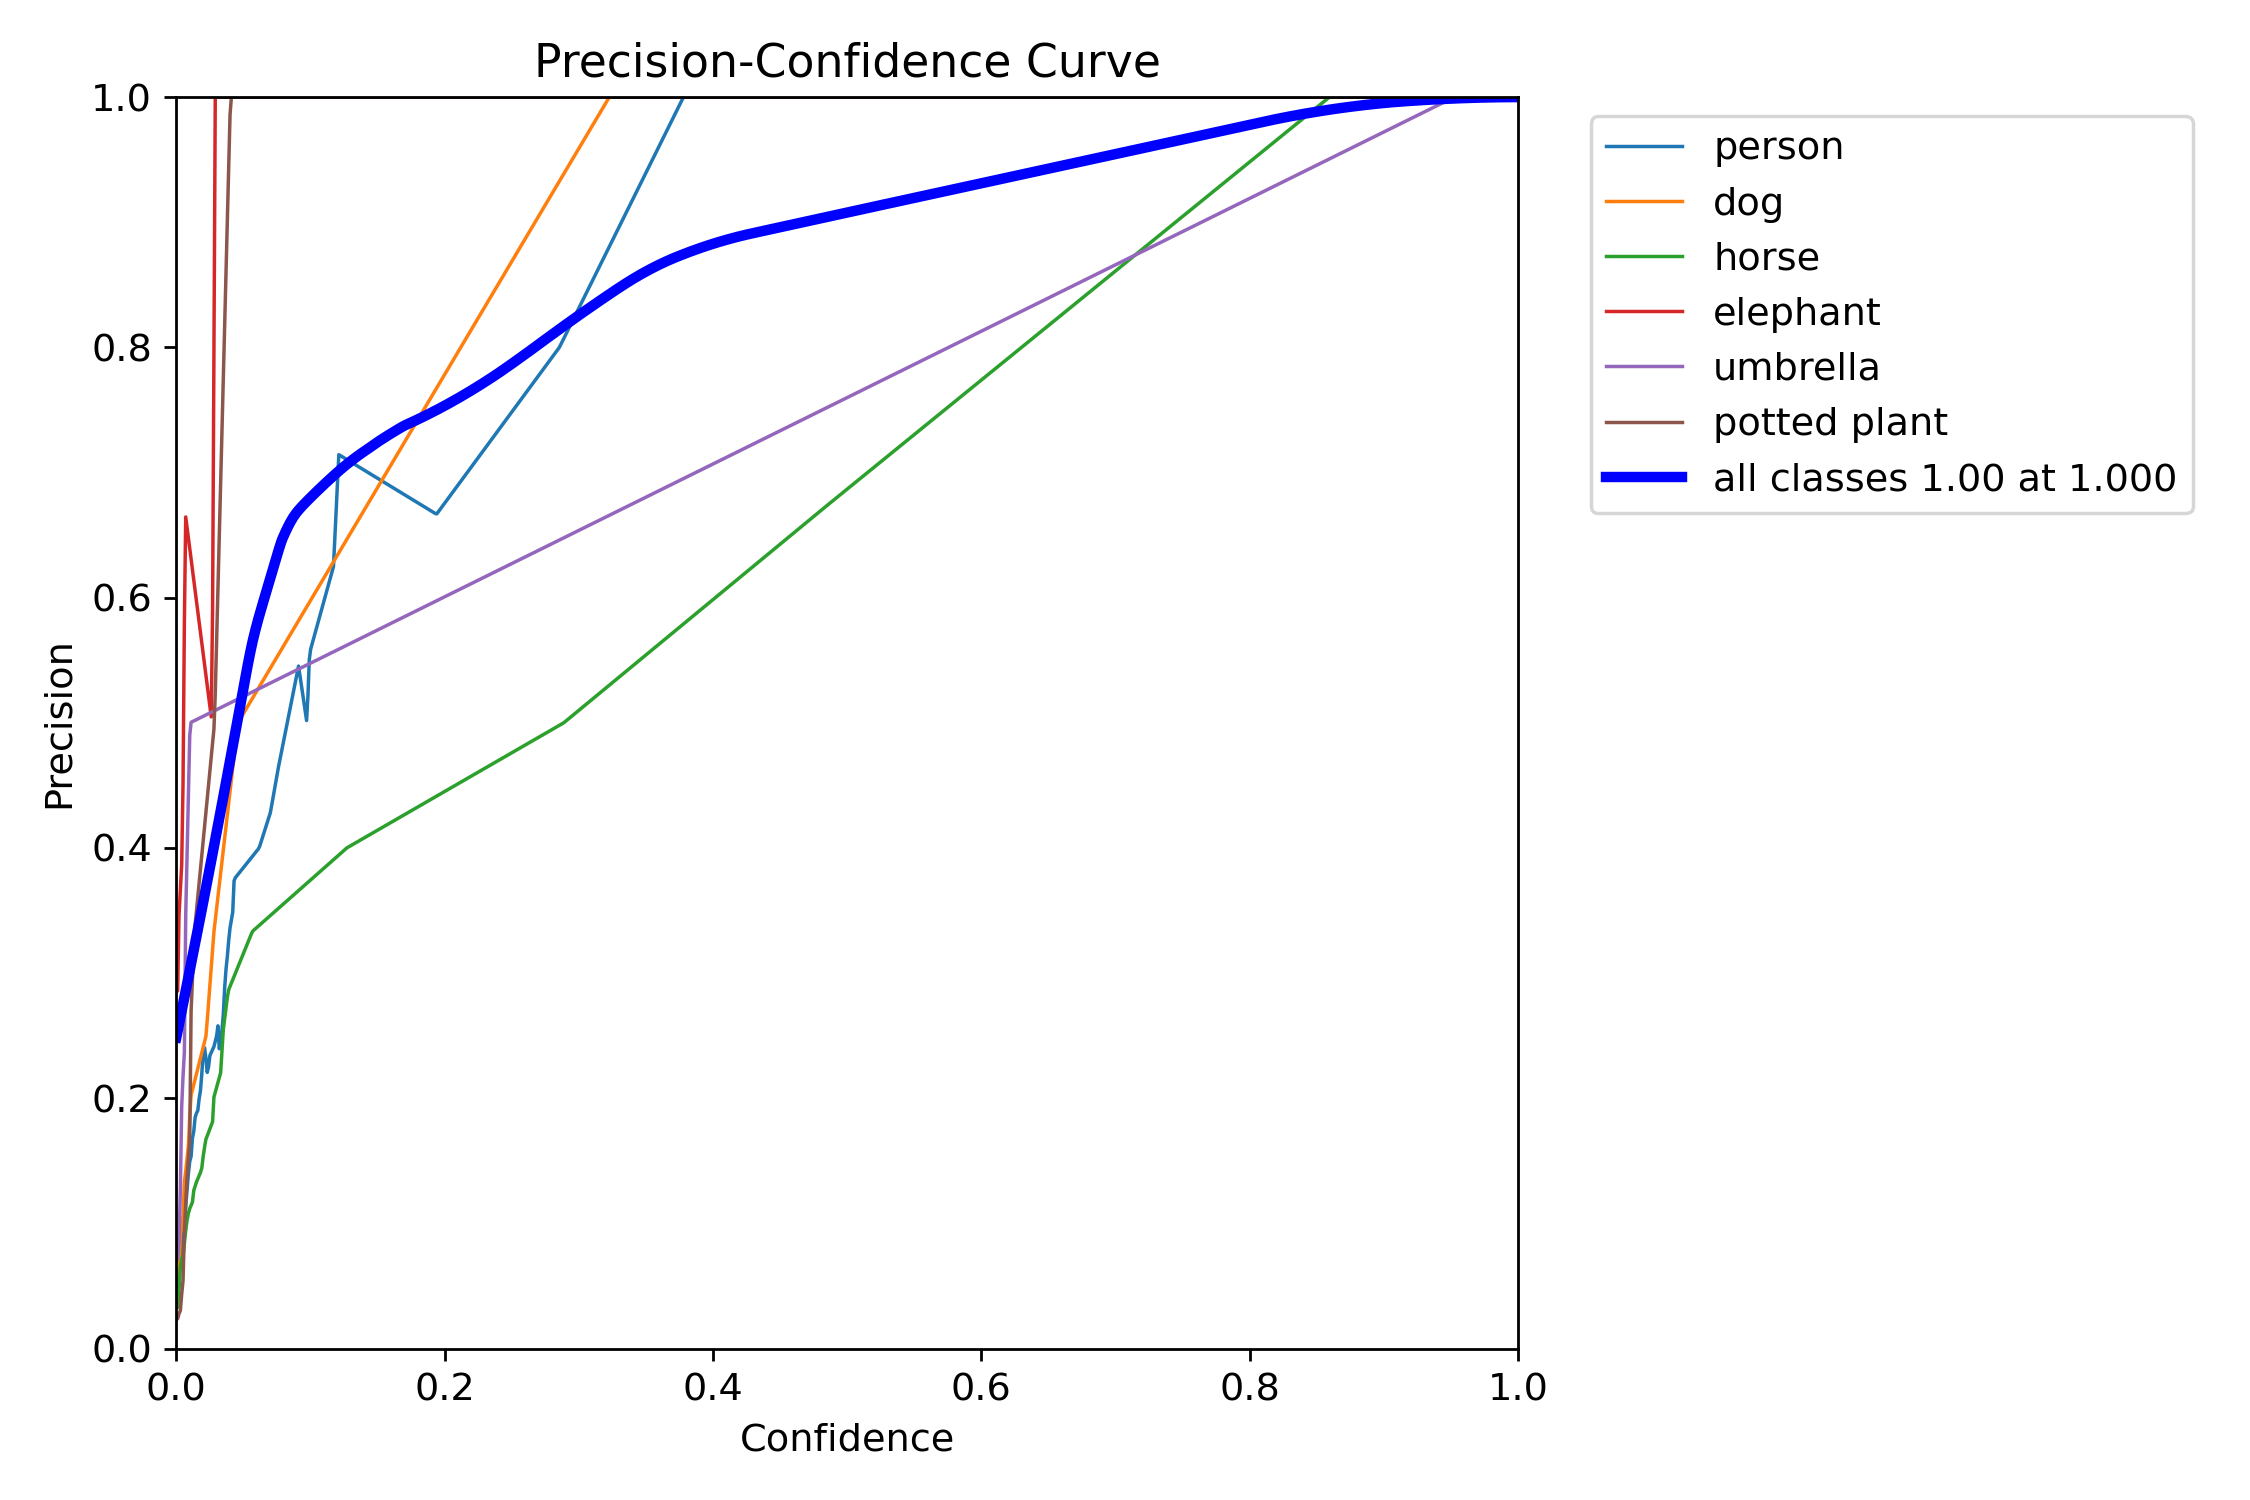 Precision-Confidence Curve
1.0
0.8
0.6
0.4
0.2
0.0
Precision
0.0 0.2 0.4 0.6 0.8 1.0
Confidence
person
dog
horse
elephant
umbrella
potted plant
all classes 1.00 at 1.000